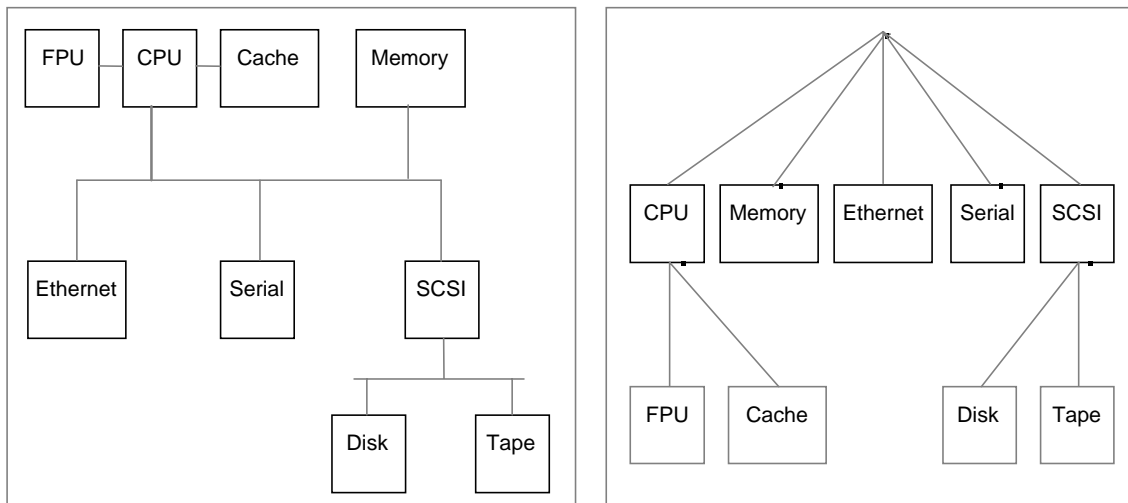 FPU
CPU
Cache
Memory
Ethernet
Serial
SCSI
Disk
Tape
CPU
Memory
Ethernet
Serial
SCSI
FPU
Cache
Disk
Tape